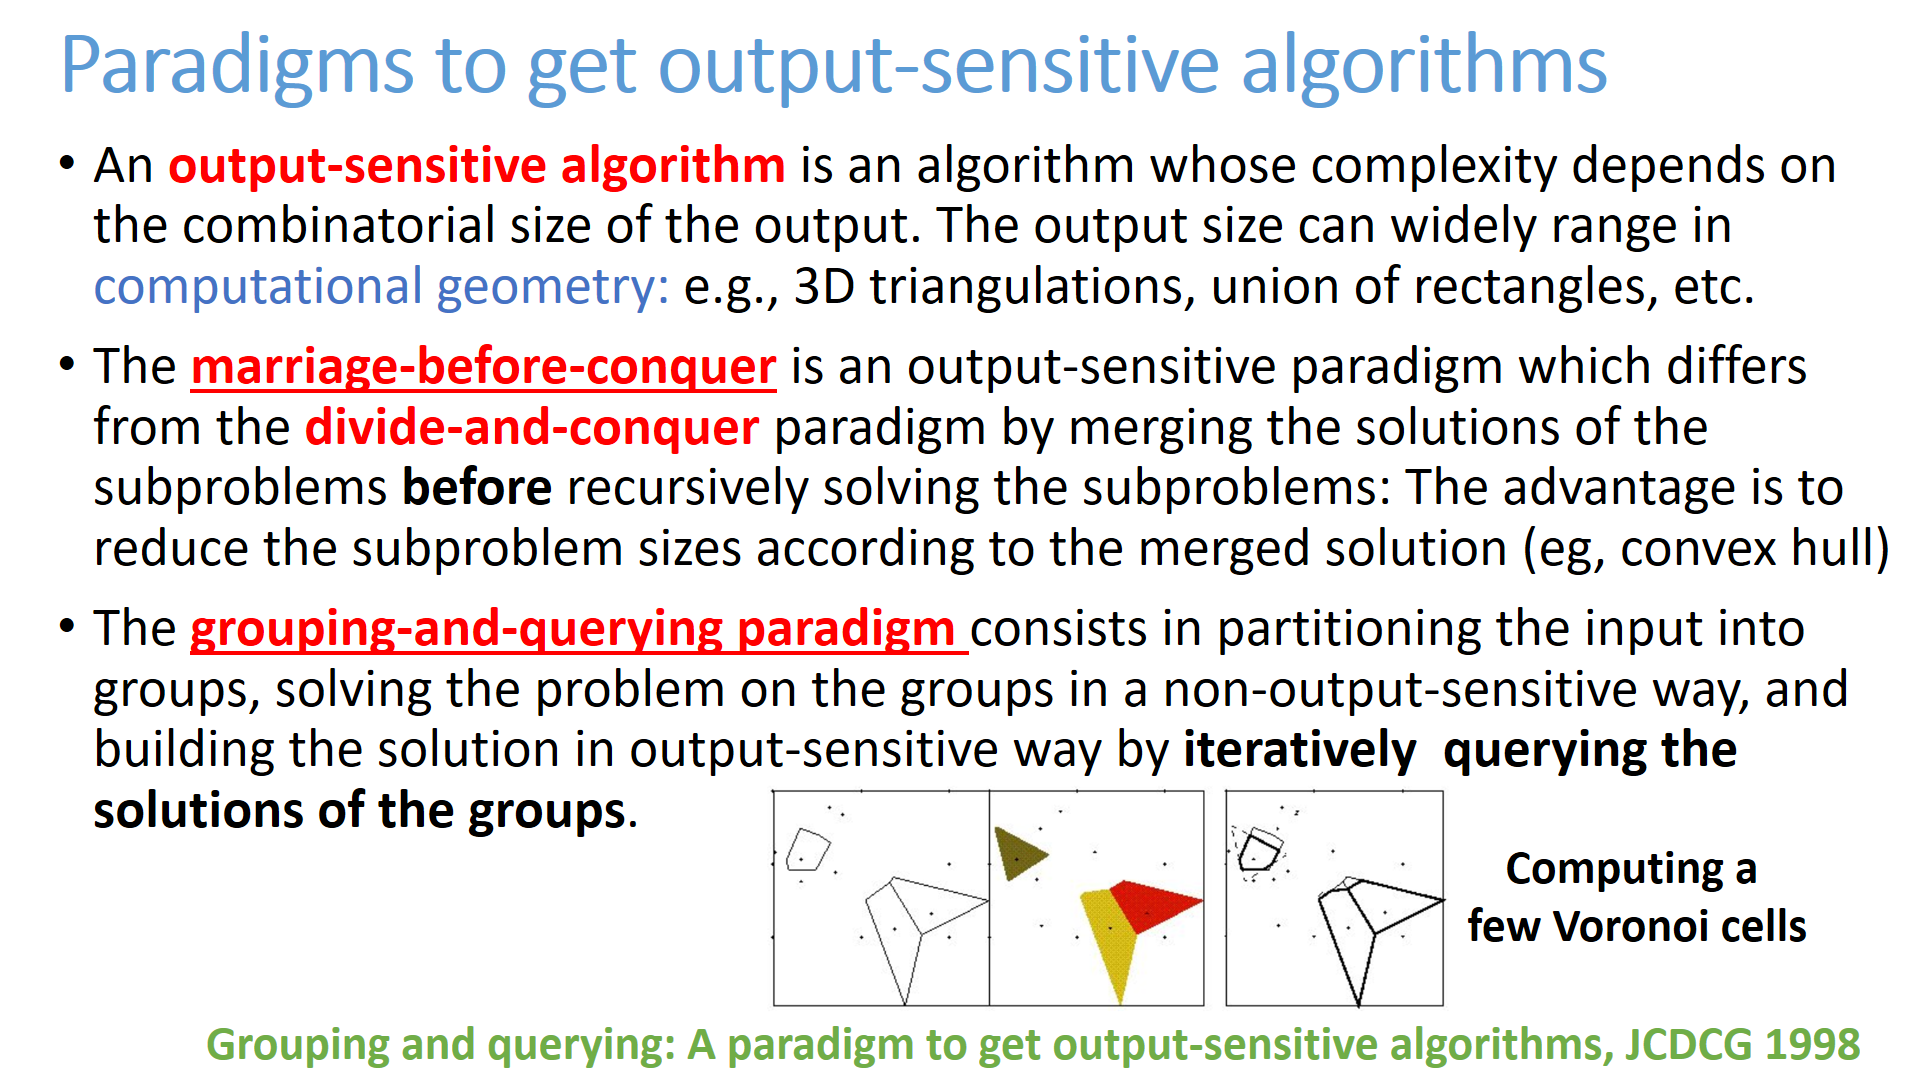 Paradigms to get output-sensitive algorithms
• An output-sensitive algorithm is an algorithm whose complexity depends on
the combinatorial size of the output. The output size can widely range in
computational geometry: e.g., 3D triangulations, union of rectangles, etc.
• The marriage-before-conquer is an output-sensitive paradigm which differs
from the divide-and-conquer paradigm by merging the solutions of the
subproblems before recursively solving the subproblems: The advantage is to
reduce the subproblem sizes according to the merged solution (eg, convex hull)
• The grouping-and-querying paradigm consists in partitioning the input into
groups, solving the problem on the groups in a non-output-sensitive way, and
building the solution in output-sensitive way by iteratively  querying the
solutions of the groups.
Computing a
few Voronoi cells
Grouping and querying: A paradigm to get output-sensitive algorithms, JCDCG 1998